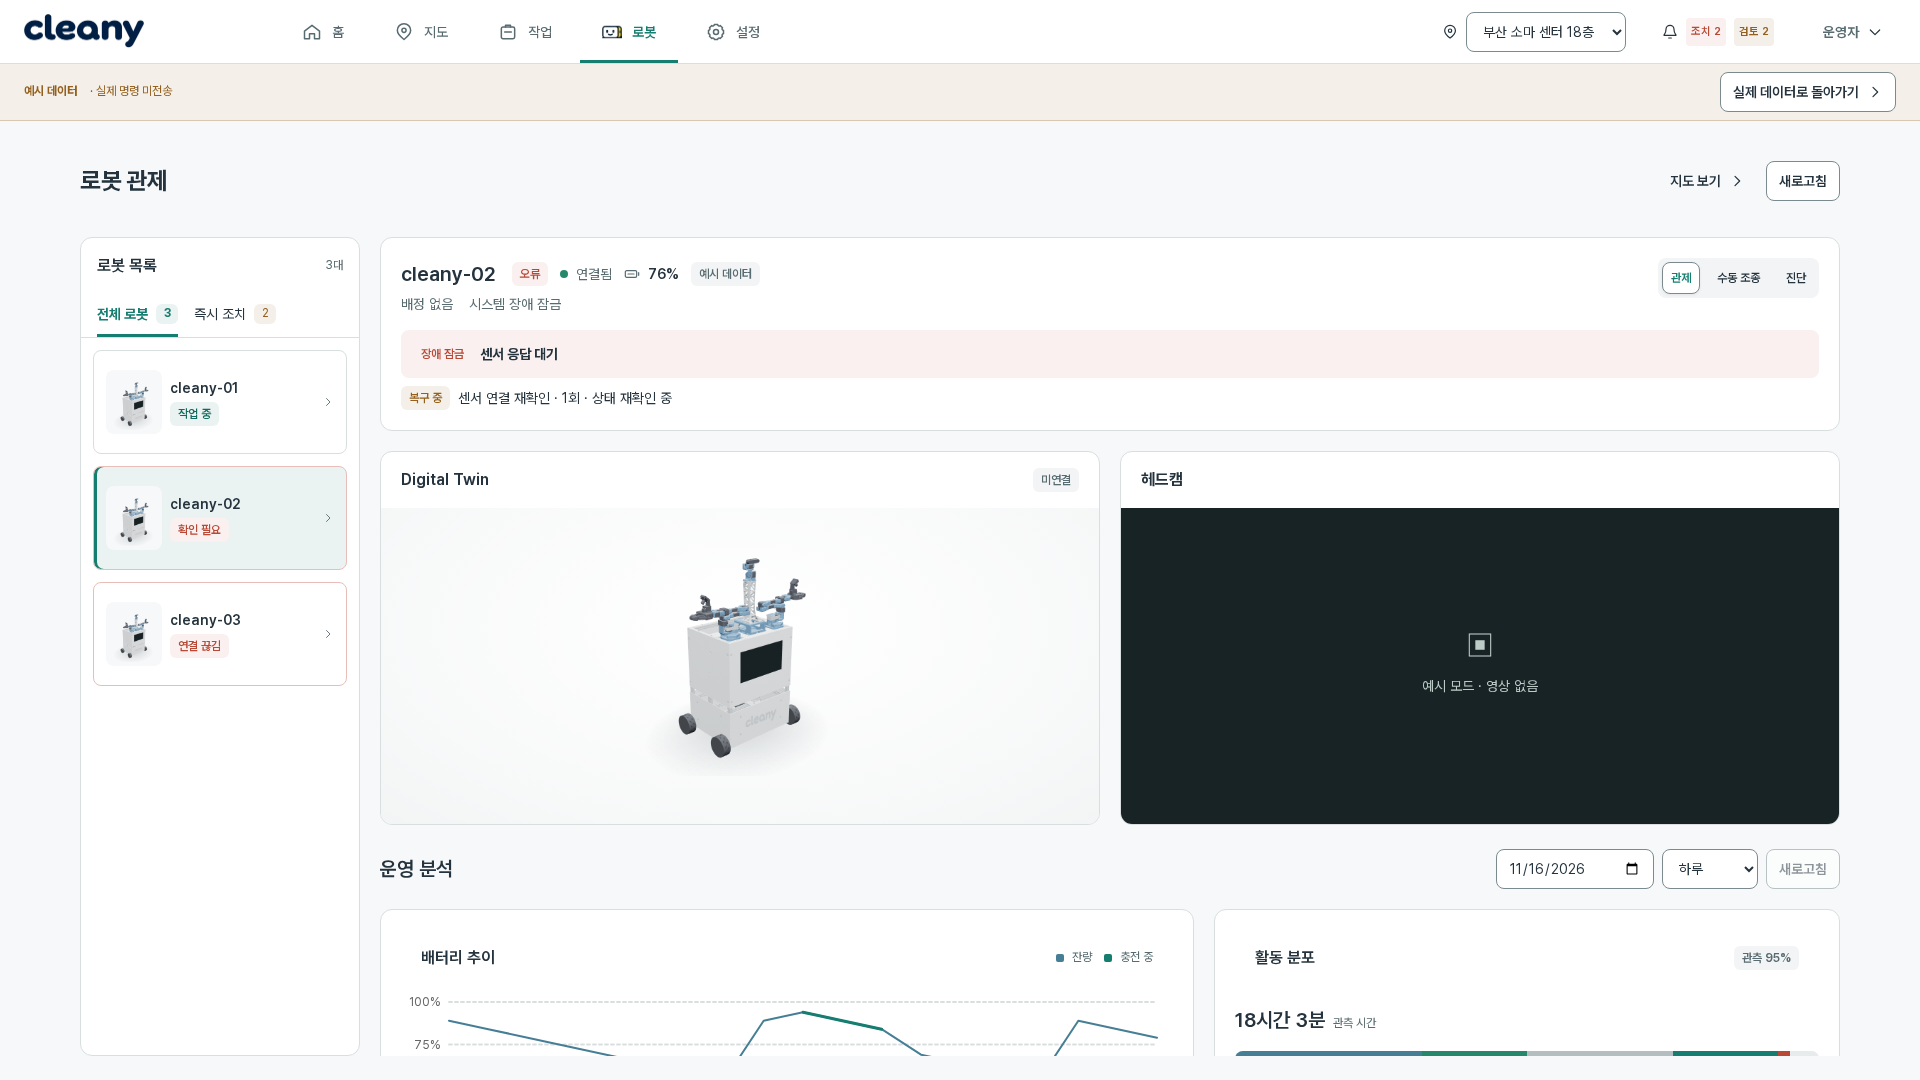 cleany
홈
지도
작업
로봇
설정
부산 소마 센터 18층
조치 2
검토 2
운영자
예시 데이터 · 실제 명령 미전송
실제 데이터로 돌아가기
로봇 관제
지도 보기
새로고침
로봇 목록
3대
전체 로봇 3
즉시 조치 2
cleany-01
작업 중
cleany-02
확인 필요
cleany-03
연결 끊김
cleany-02 오류 연결됨 76% 예시 데이터
관제
수동 조종
진단
배정 없음 시스템 장애 잠금
장애 잠금 센서 응답 대기
복구 중 센서 연결 재확인 · 1회 · 상태 재확인 중
Digital Twin
미연결
cleany
헤드캠
예시 모드 · 영상 없음
운영 분석
11/16/2026
하루
새로고침
배터리 추이
잔량
충전 중
100%
75%
활동 분포
관측 95%
18시간 3분 관측 시간